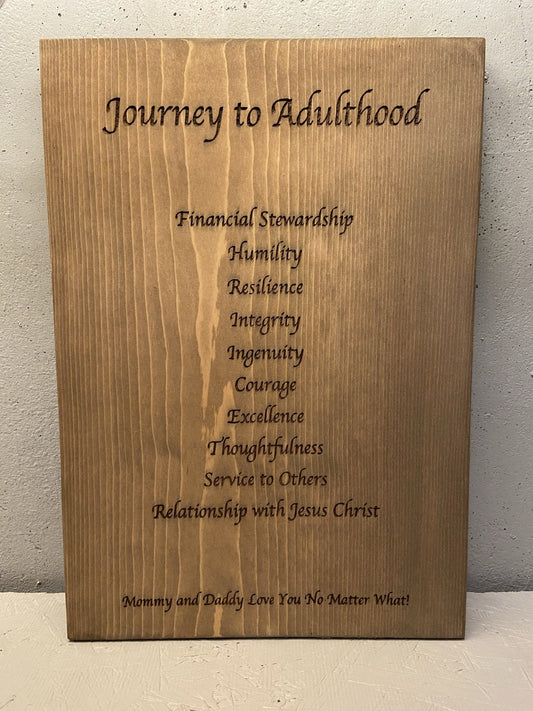 Journey to Adulthood
Financial Stewardship
Humility
Resilience
Integrity
Ingenuity
Courage
Excellence
Thoughtfulness
Service to Others
Relationship with Jesus Christ
Mommy and Daddy Love You No Matter What!